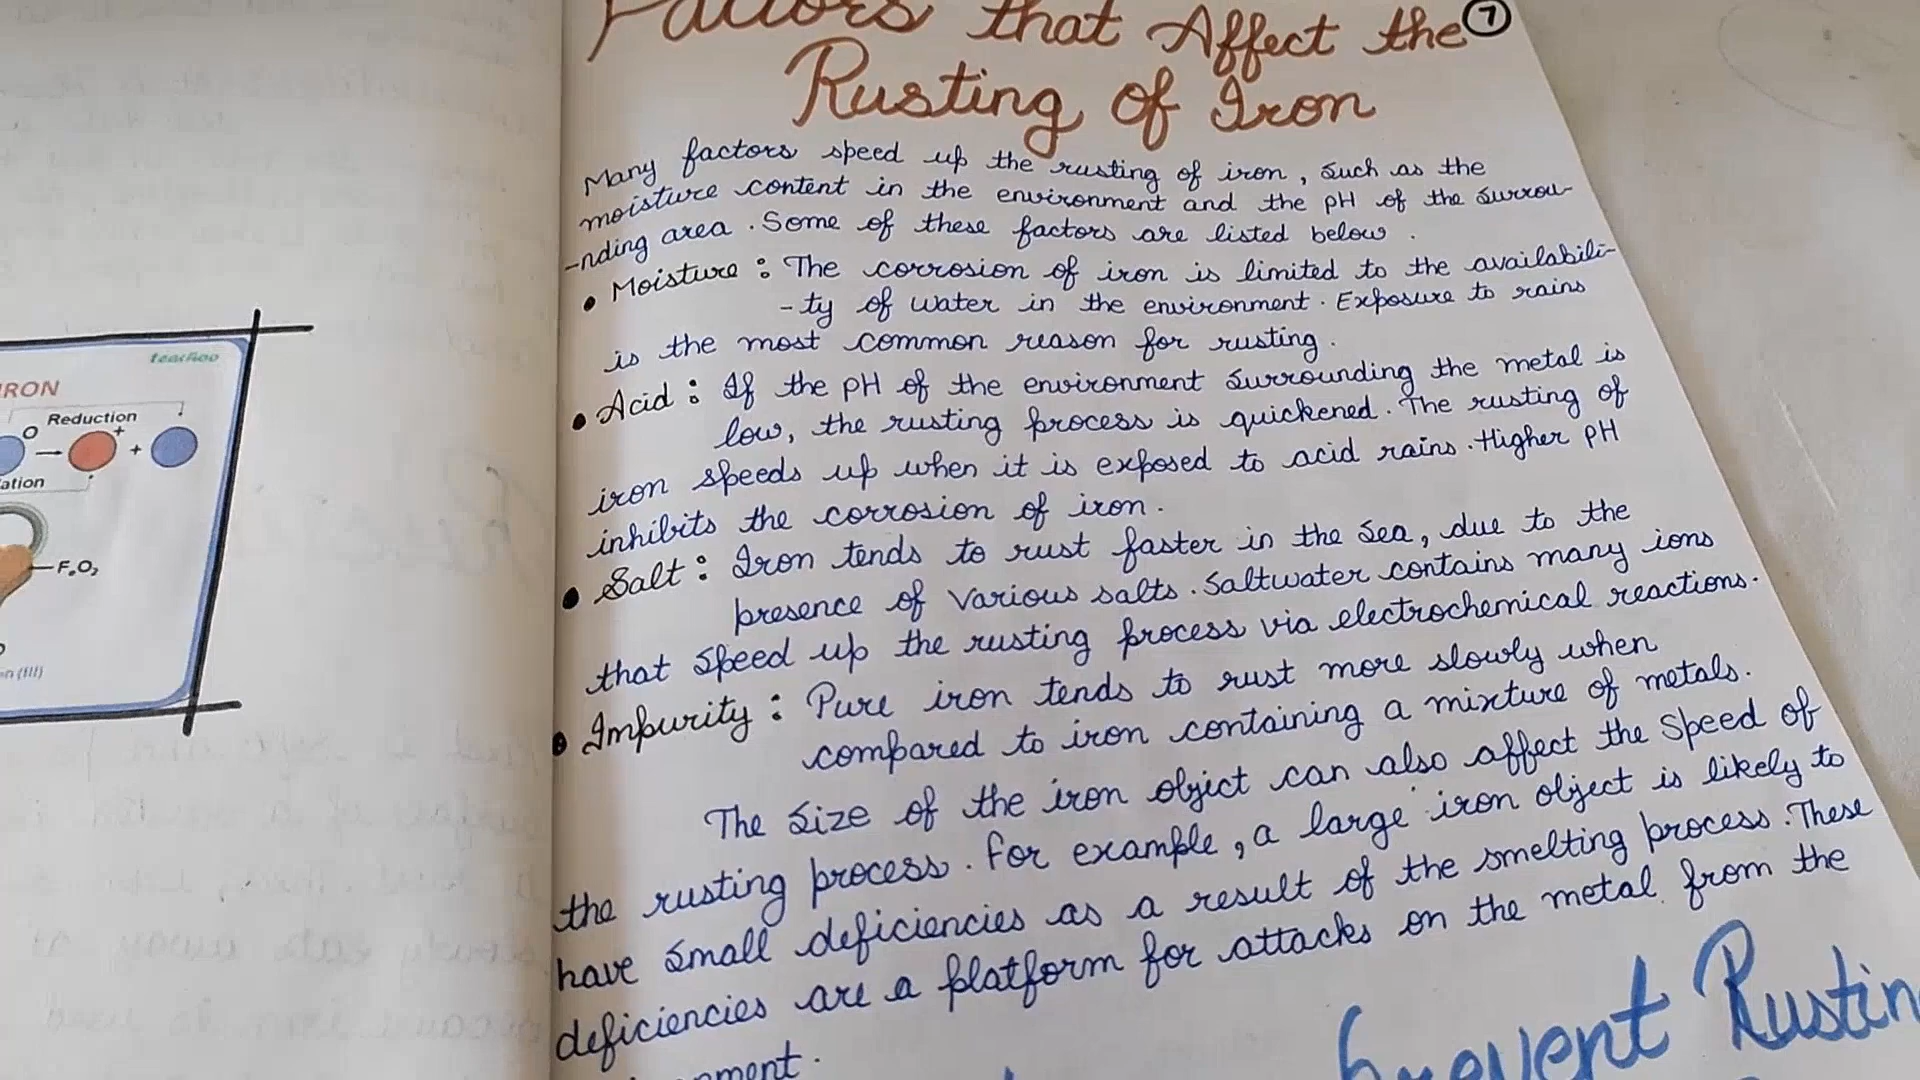 teachoo
IRON
Reduction
O
+
+
ation
F₂O₂
n (III)
Factors that Affect the
7
Rusting of Iron
Many factors speed up the rusting of iron, such as the
moisture content in the environment and the pH of the surrou-
-nding area. Some of these factors are listed below.
• Moisture : The corrosion of iron is limited to the availabili-
-ty of water in the environment. Exposure to rains
is the most common reason for rusting.
• Acid : If the pH of the environment surrounding the metal is
low, the rusting process is quickened. The rusting of
iron speeds up when it is exposed to acid rains. Higher pH
inhibits the corrosion of iron.
• Salt : Iron tends to rust faster in the sea, due to the
presence of various salts. Saltwater contains many ions
that speed up the rusting process via electrochemical reactions.
• Impurity : Pure iron tends to rust more slowly when
compared to iron containing a mixture of metals.
The size of the iron object can also affect the speed of
the rusting process. For example, a large iron object is likely to
have small deficiencies as a result of the smelting process. These
deficiencies are a platform for attacks on the metal from the
onment.
Prevent Rustin